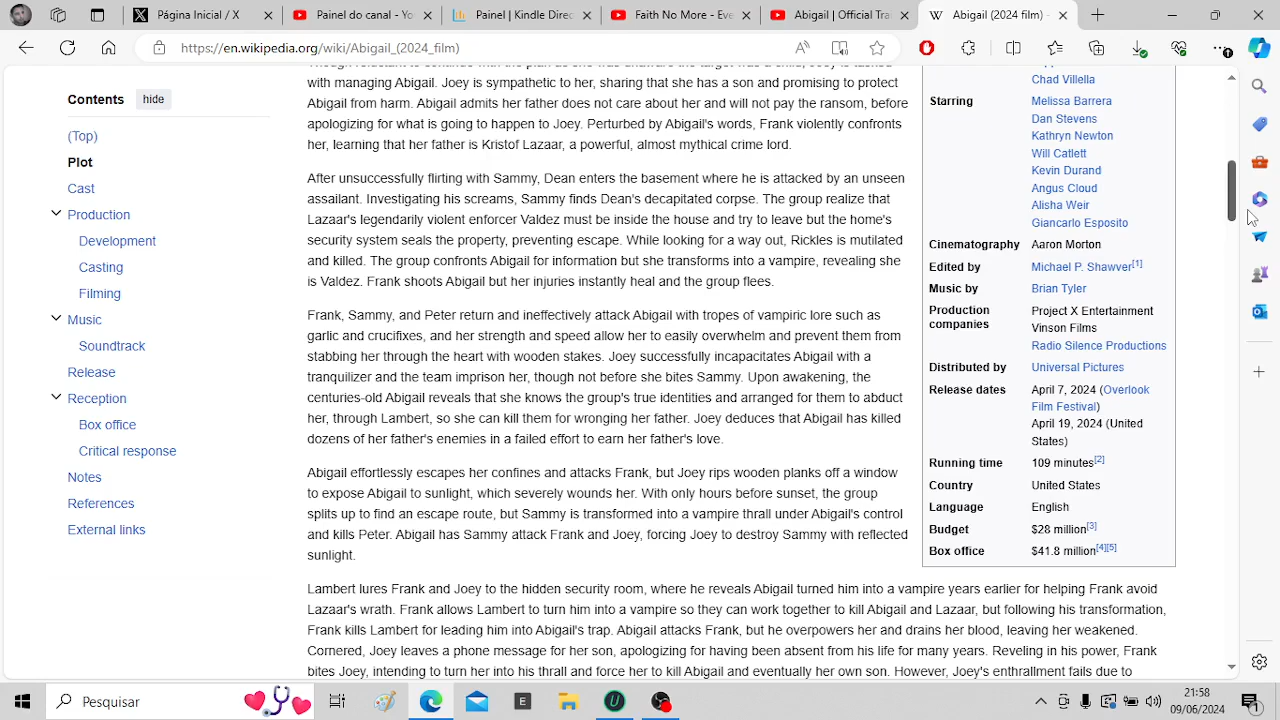 Página inicial / X
Painel do canal - Yo
Painel | Kinder Dire
Faith No More - Eve
Abigail | Official Tra
Abigail (2024 film) -
https://en.wikipedia.org/wiki/Abigail_(2024_film)
Contents hide
(Top)
Plot
Cast
Production
Development
Casting
Filming
Music
Soundtrack
Release
Reception
Box office
Critical response
Notes
References
External links
with managing Abigail. Joey is sympathetic to her, sharing that she has a son and promising to protect
Abigail from harm. Abigail admits her father does not care about her and will not pay the ransom, before
apologizing for what is going to happen to Joey. Perturbed by Abigail's words, Frank violently confronts
her, learning that her father is Kristof Lazaar, a powerful, almost mythical crime lord.
After unsuccessfully flirting with Sammy, Dean enters the basement where he is attacked by an unseen
assailant. Investigating his screams, Sammy finds Dean's decapitated corpse. The group realize that
Lazaar's legendarily violent enforcer Valdez must be inside the house and try to leave but the home's
security system seals the property, preventing escape. While looking for a way out, Rickles is mutilated
and killed. The group confronts Abigail for information but she transforms into a vampire, revealing she
is Valdez. Frank shoots Abigail but her injuries instantly heal and the group flees.
Frank, Sammy, and Peter return and ineffectively attack Abigail with tropes of vampiric lore such as
garlic and crucifixes, and her strength and speed allow her to easily overwhelm and prevent them from
stabbing her through the heart with wooden stakes. Joey successfully incapacitates Abigail with a
tranquilizer and the team imprison her, though not before she bites Sammy. Upon awakening, the
centuries-old Abigail reveals that she knows the group's true identities and arranged for them to abduct
her, through Lambert, so she can kill them for wronging her father. Joey deduces that Abigail has killed
dozens of her father's enemies in a failed effort to earn her father's love.
Abigail effortlessly escapes her confines and attacks Frank, but Joey rips wooden planks off a window
to expose Abigail to sunlight, which severely wounds her. With only hours before sunset, the group
splits up to find an escape route, but Sammy is transformed into a vampire thrall under Abigail's control
and kills Peter. Abigail has Sammy attack Frank and Joey, forcing Joey to destroy Sammy with reflected
sunlight.
Lambert lures Frank and Joey to the hidden security room, where he reveals Abigail turned him into a vampire years earlier for helping Frank avoid
Lazaar's wrath. Frank allows Lambert to turn him into a vampire so they can work together to kill Abigail and Lazaar, but following his transformation,
Frank kills Lambert for leading him into Abigail's trap. Abigail attacks Frank, but he overpowers her and drains her blood, leaving her weakened.
Cornered, Joey leaves a phone message for her son, apologizing for having been absent from his life for many years. Reveling in his power, Frank
bites Joey, intending to turn her into his thrall and force her to kill Abigail and eventually her own son. However, Joey's enthrallment fails due to
Chad Villella
Starring Melissa Barrera
Dan Stevens
Kathryn Newton
Will Catlett
Kevin Durand
Angus Cloud
Alisha Weir
Giancarlo Esposito
Cinematography Aaron Morton
Edited by Michael P. Shawver[1]
Music by Brian Tyler
Production companies Project X Entertainment
Vinson Films
Radio Silence Productions
Distributed by Universal Pictures
Release dates April 7, 2024 (Overlook
Film Festival)
April 19, 2024 (United
States)
Running time 109 minutes[2]
Country United States
Language English
Budget $28 million[3]
Box office $41.8 million[4][5]
Pesquisar
21:58
09/06/2024